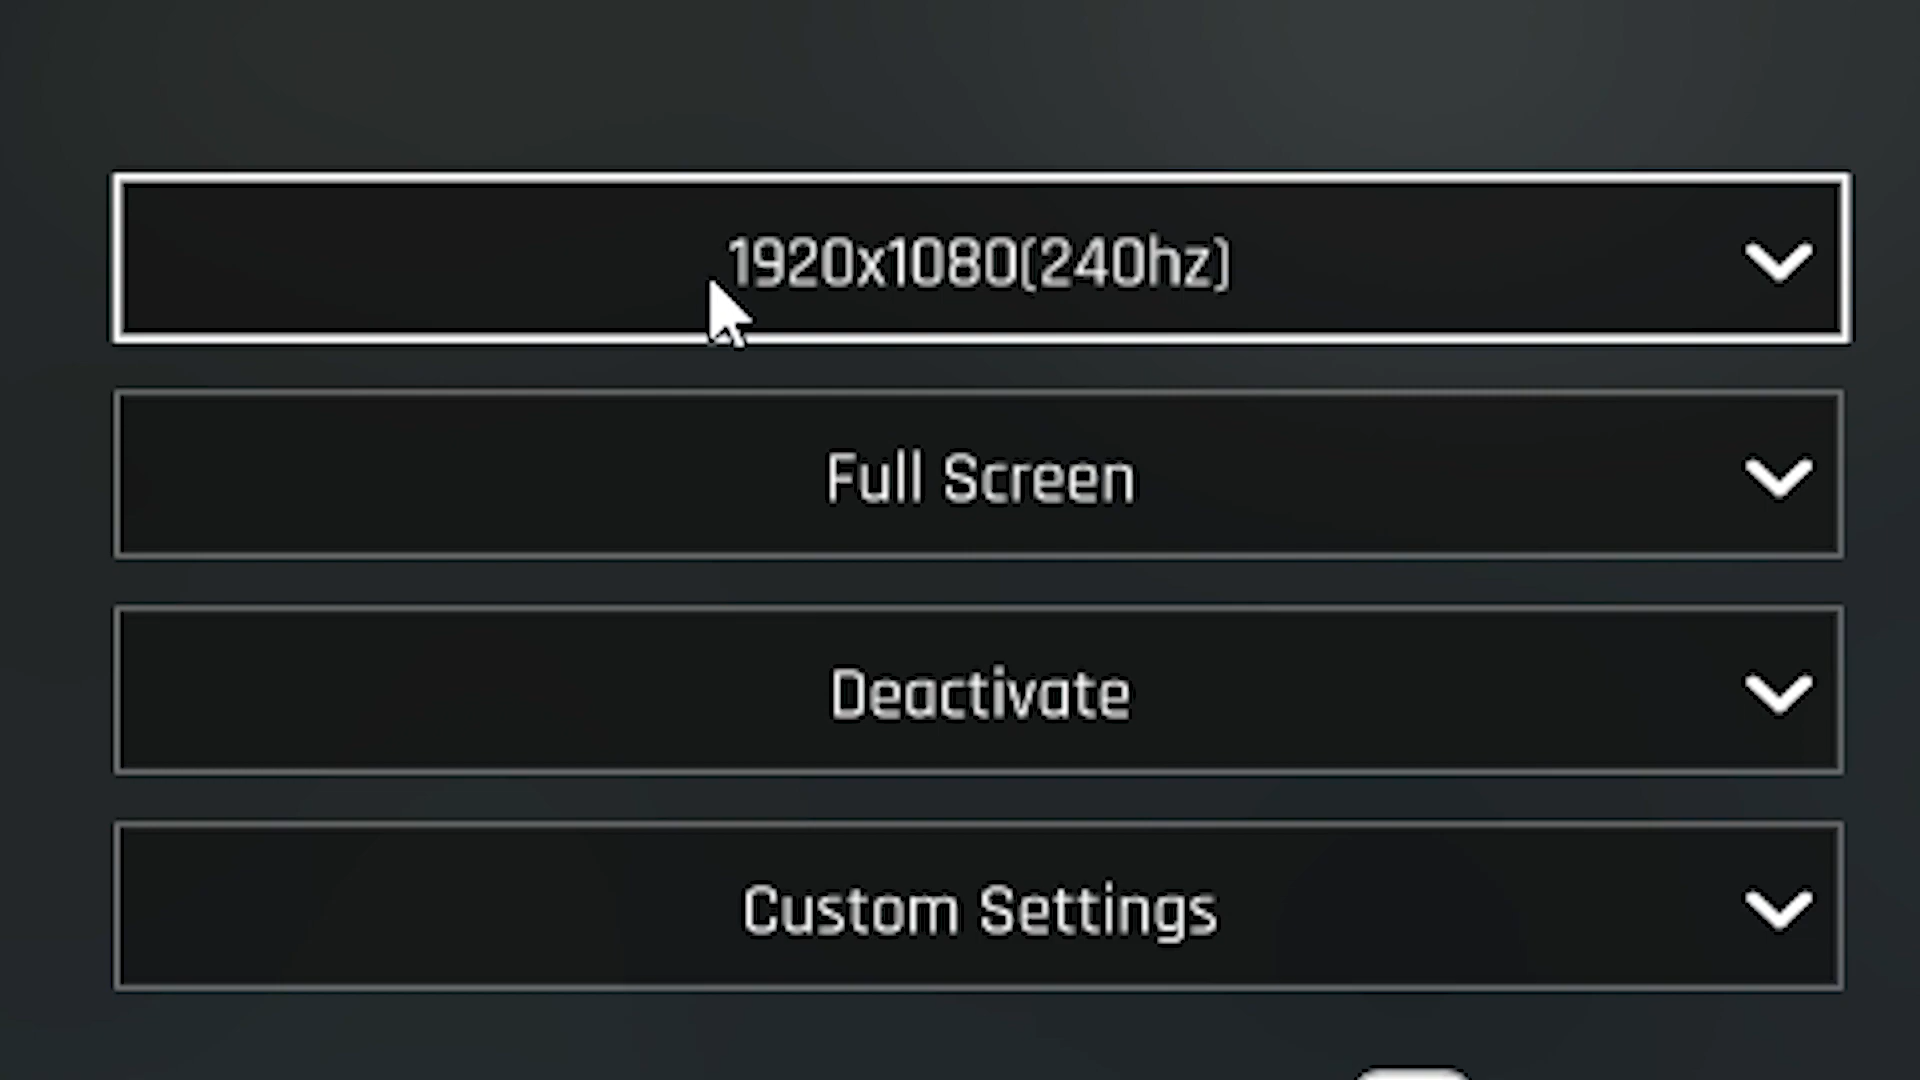 1920x1080(240hz)
Full Screen
Deactivate
Custom Settings